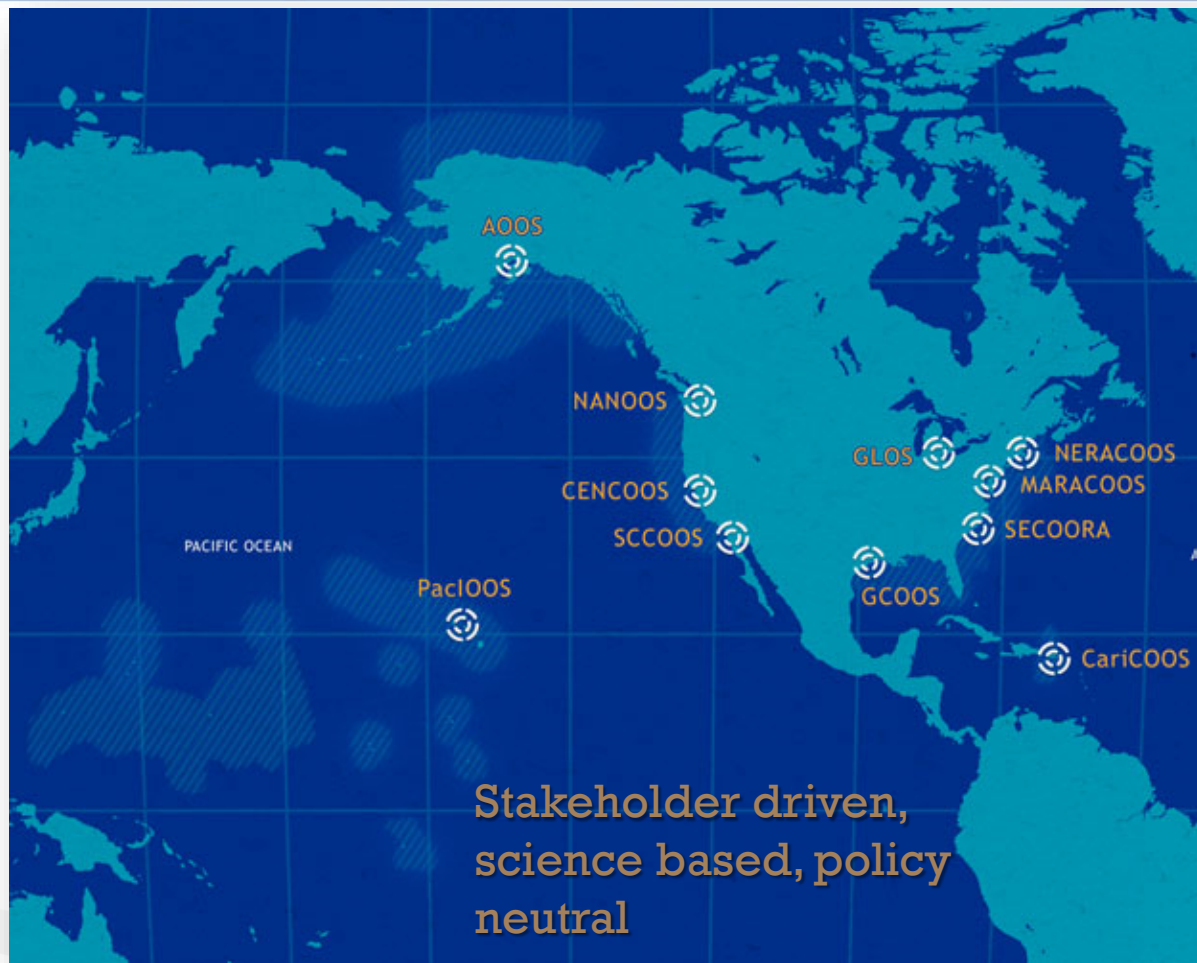 AOOS
NANOOS
GLOS
NERACOOS
CENCOOS
MARACOOS
SCCOOS
SECOORA
PACIFIC OCEAN
PacIOOS
GCOOS
CariCOOS
Stakeholder driven,
science based, policy
neutral